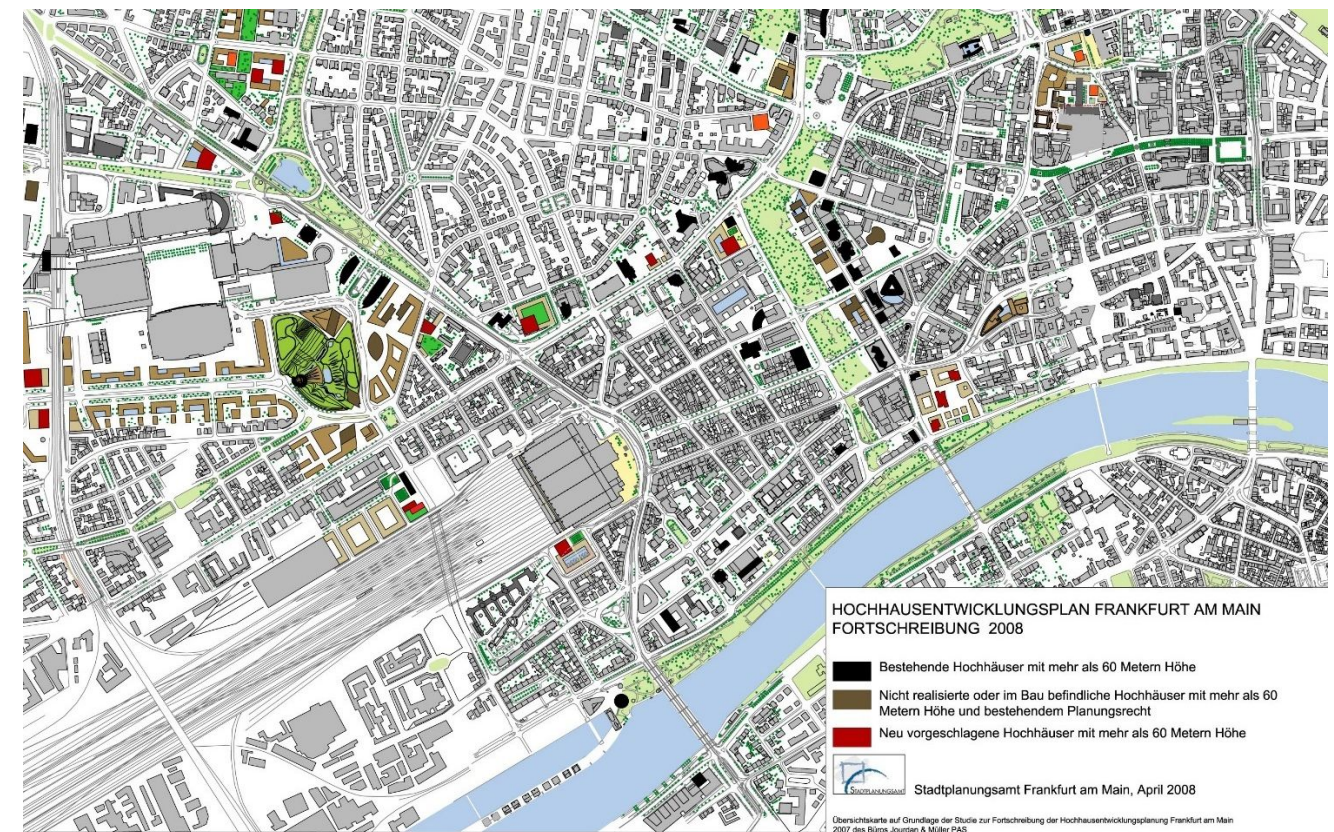 HOCHHAUSENTWICKLUNGSPLAN FRANKFURT AM MAIN
FORTSCHREIBUNG 2008
Bestehende Hochhäuser mit mehr als 60 Metern Höhe
Nicht realisierte oder im Bau befindliche Hochhäuser mit mehr als 60
Metern Höhe und bestehendem Planungsrecht
Neu vorgeschlagene Hochhäuser mit mehr als 60 Metern Höhe
STADTPLANUNGSAMT
Stadtplanungsamt Frankfurt am Main, April 2008
Übersichtskarte auf Grundlage der Studie zur Fortschreibung der Hochhausentwicklungsplanung Frankfurt am Main
2007 des Büros Jourdan & Müller PAS